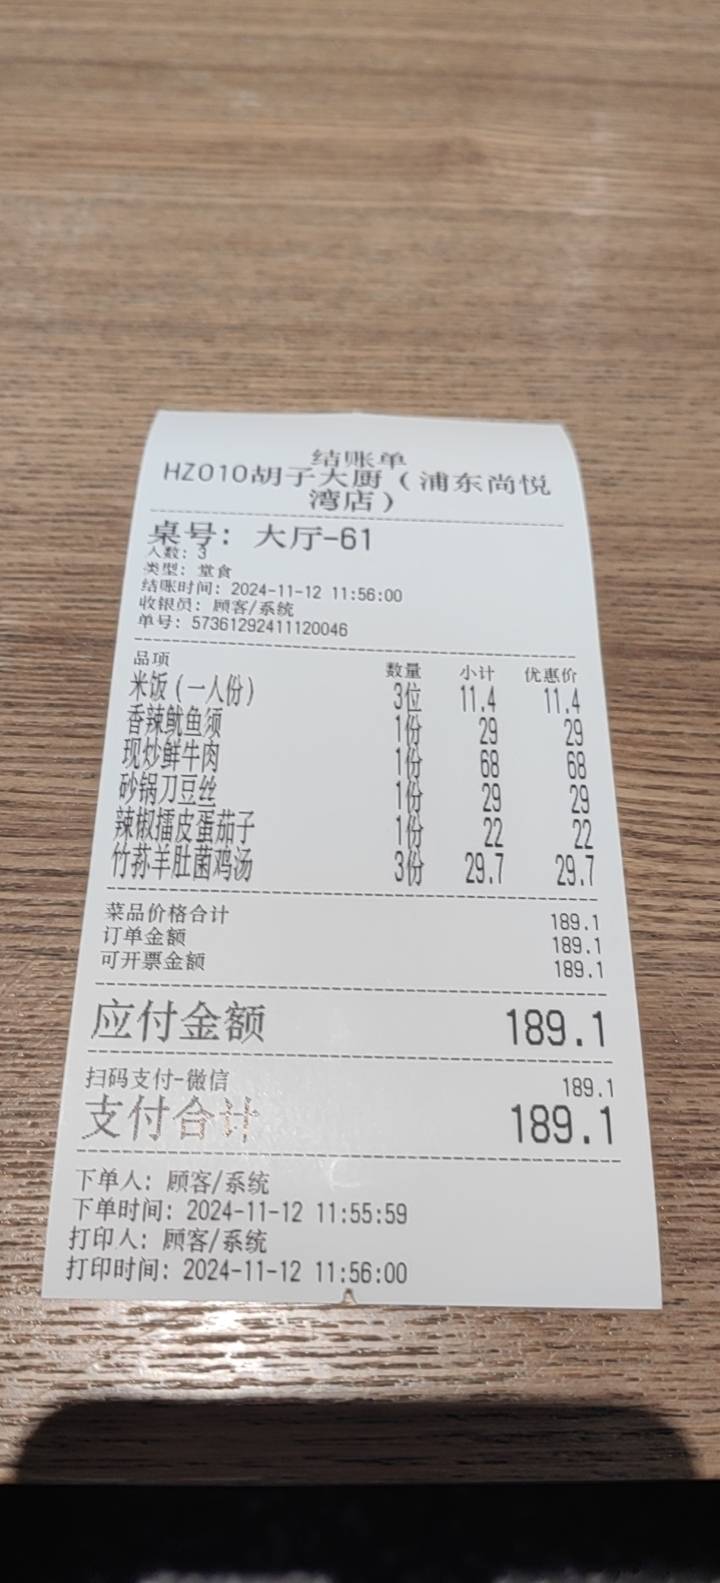 结账单
HZ010胡子大厨(浦东尚悦
湾店)
桌号: 大厅-61
人数: 3
类型: 堂食
结账时间: 2024-11-12 11:56:00
收银员: 顾客/系统
单号: 57361292411120046
品项 数量 小计 优惠价
米饭(一人份) 3位 11.4 11.4
香辣鱿鱼须 1份 29 29
现炒鲜牛肉 1份 68 68
砂锅刀豆丝 1份 29 29
辣椒擂皮蛋茄子 1份 22 22
竹荪羊肚菌鸡汤 3份 29.7 29.7
菜品价格合计 189.1
订单金额 189.1
可开票金额 189.1
应付金额 189.1
扫码支付-微信 189.1
支付合计 189.1
下单人: 顾客/系统
下单时间: 2024-11-12 11:55:59
打印人: 顾客/系统
打印时间: 2024-11-12 11:56:00